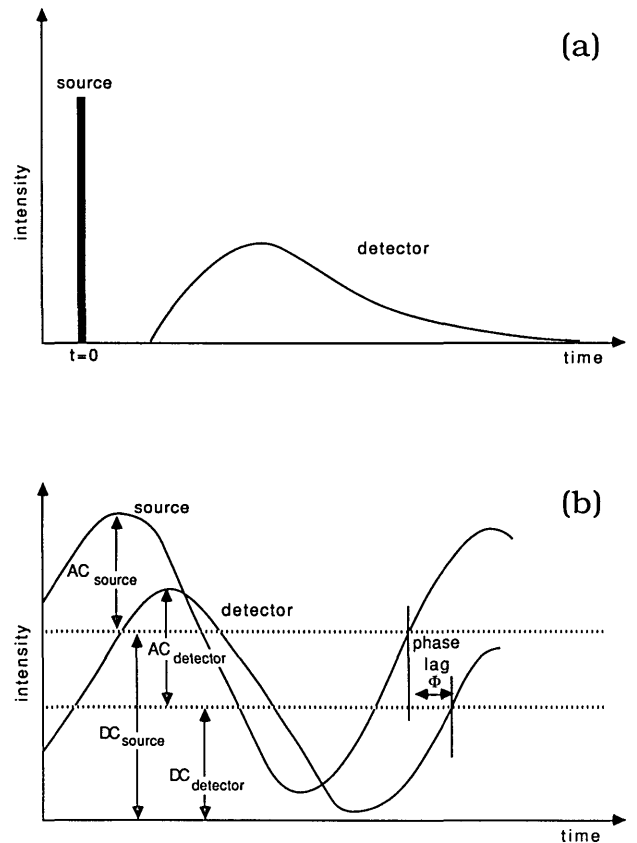 (a)
source
intensity
detector
t=0
time
(b)
source
AC source
detector
intensity
AC detector
phase
lag
Φ
DC source
DC detector
time